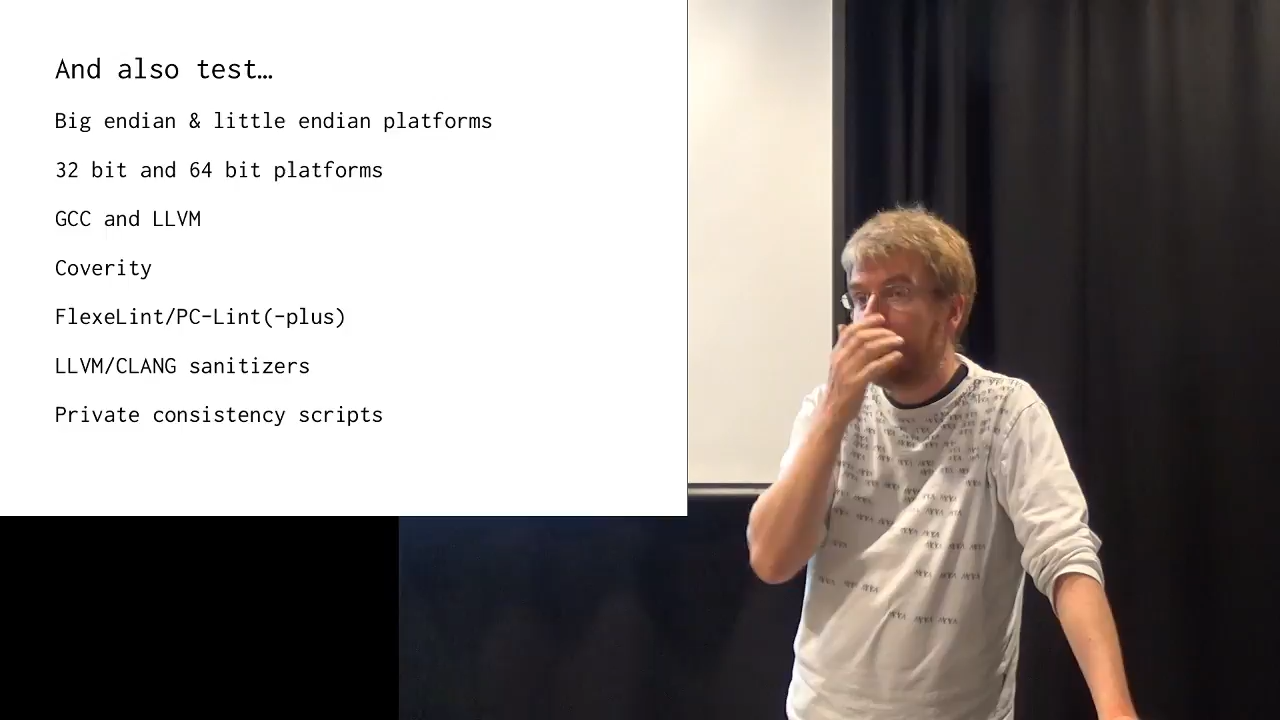 And also test…
Big endian & little endian platforms
32 bit and 64 bit platforms
GCC and LLVM
Coverity
FlexeLint/PC-Lint(-plus)
LLVM/CLANG sanitizers
Private consistency scripts